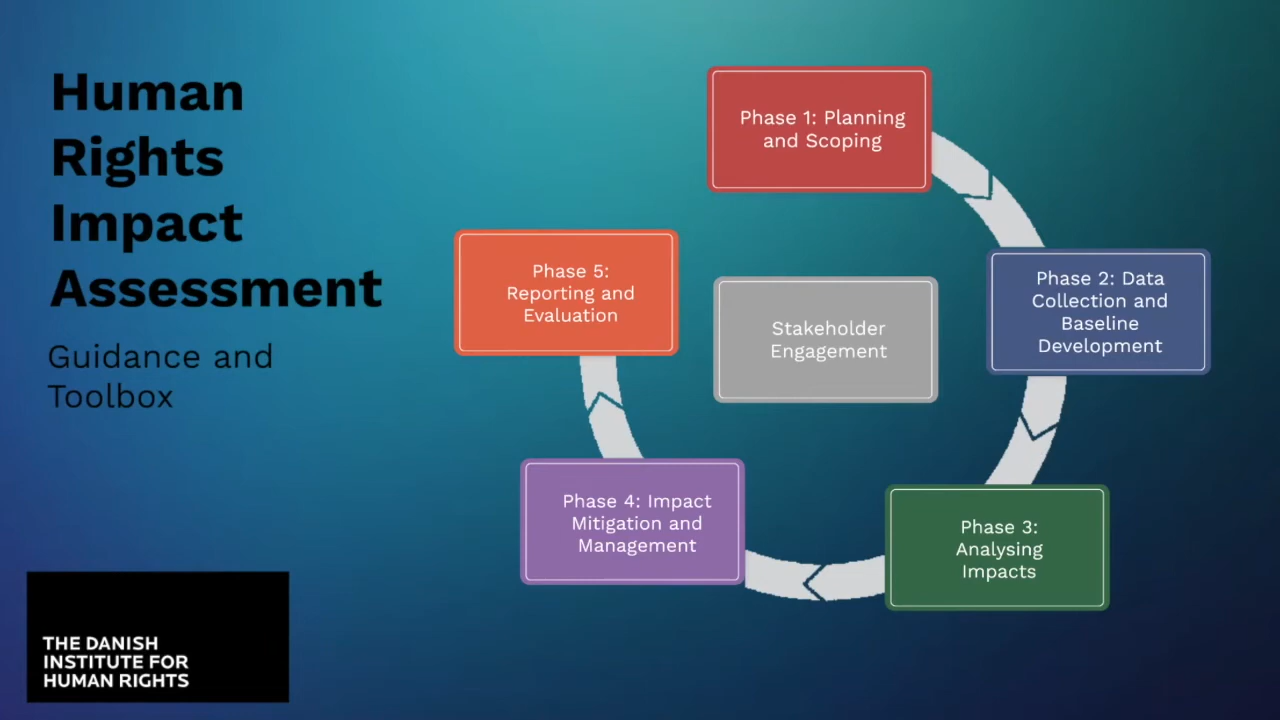 Human
Rights
Impact
Assessment
Guidance and
Toolbox
THE DANISH
INSTITUTE FOR
HUMAN RIGHTS
Phase 1: Planning
and Scoping
Phase 2: Data
Collection and
Baseline
Development
Phase 3:
Analysing
Impacts
Phase 4: Impact
Mitigation and
Management
Phase 5:
Reporting and
Evaluation
Stakeholder
Engagement